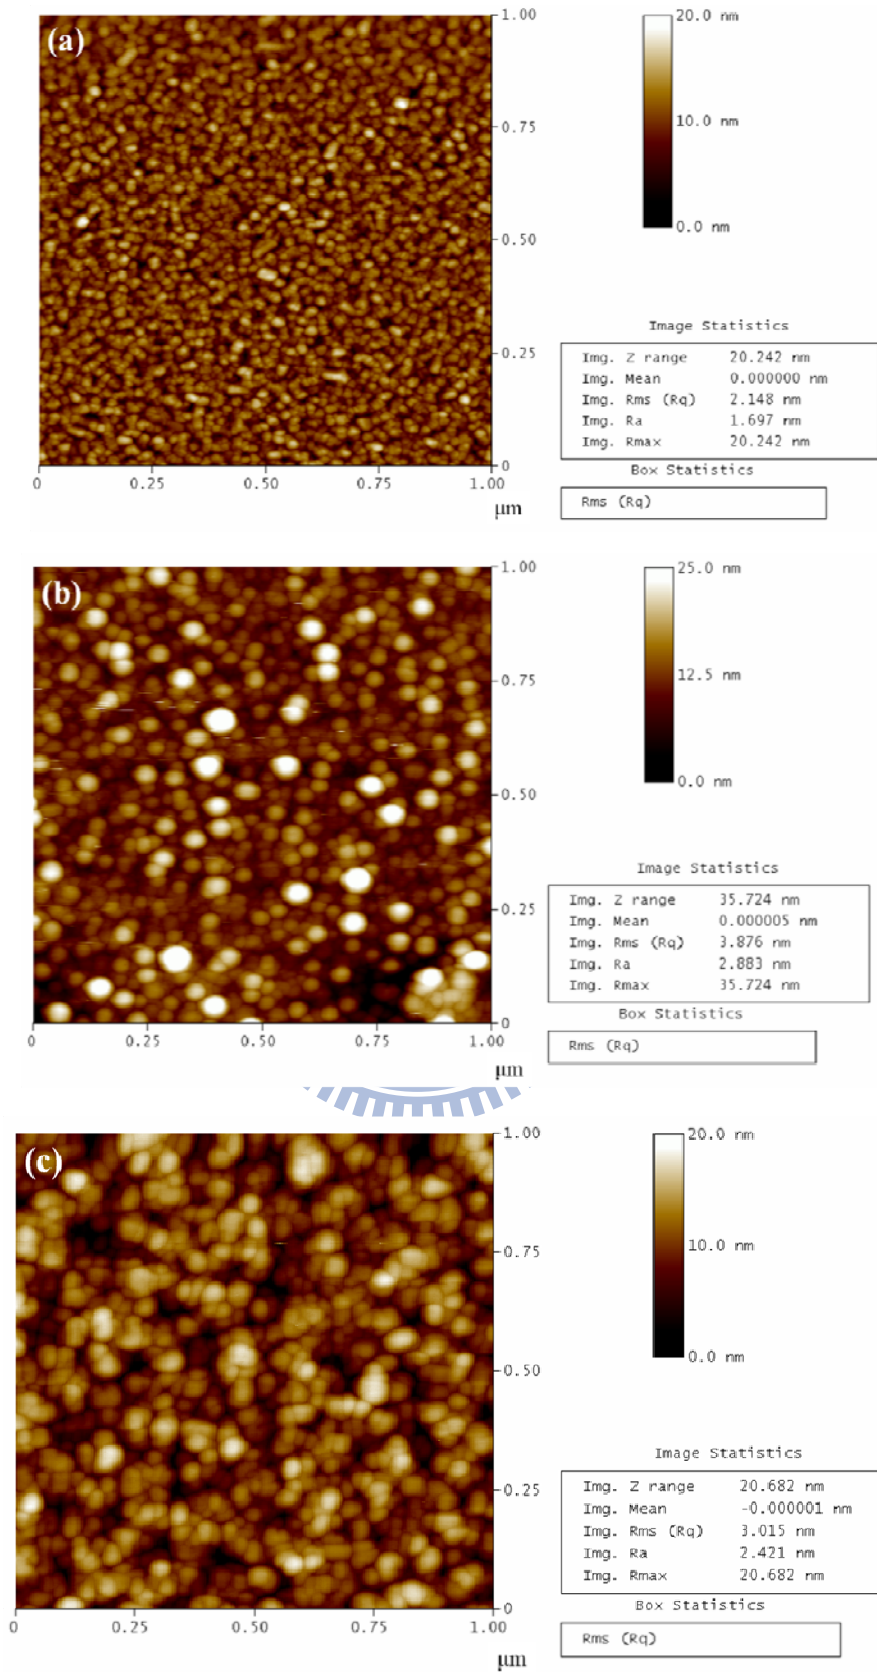 (a)
1.00
0.75
0.50
0.25
0
0 0.25 0.50 0.75 1.00
μm
20.0 nm
10.0 nm
0.0 nm
Image Statistics
Img. Z range 20.242 nm
Img. Mean 0.000000 nm
Img. Rms (Rq) 2.148 nm
Img. Ra 1.697 nm
Img. Rmax 20.242 nm
Box Statistics
Rms (Rq)
(b)
1.00
0.75
0.50
0.25
0
0 0.25 0.50 0.75 1.00
μm
25.0 nm
12.5 nm
0.0 nm
Image Statistics
Img. Z range 35.724 nm
Img. Mean 0.000005 nm
Img. Rms (Rq) 3.876 nm
Img. Ra 2.883 nm
Img. Rmax 35.724 nm
Box Statistics
Rms (Rq)
(c)
1.00
0.75
0.50
0.25
0
0 0.25 0.50 0.75 1.00
μm
20.0 nm
10.0 nm
0.0 nm
Image Statistics
Img. Z range 20.682 nm
Img. Mean -0.000001 nm
Img. Rms (Rq) 3.015 nm
Img. Ra 2.421 nm
Img. Rmax 20.682 nm
Box Statistics
Rms (Rq)